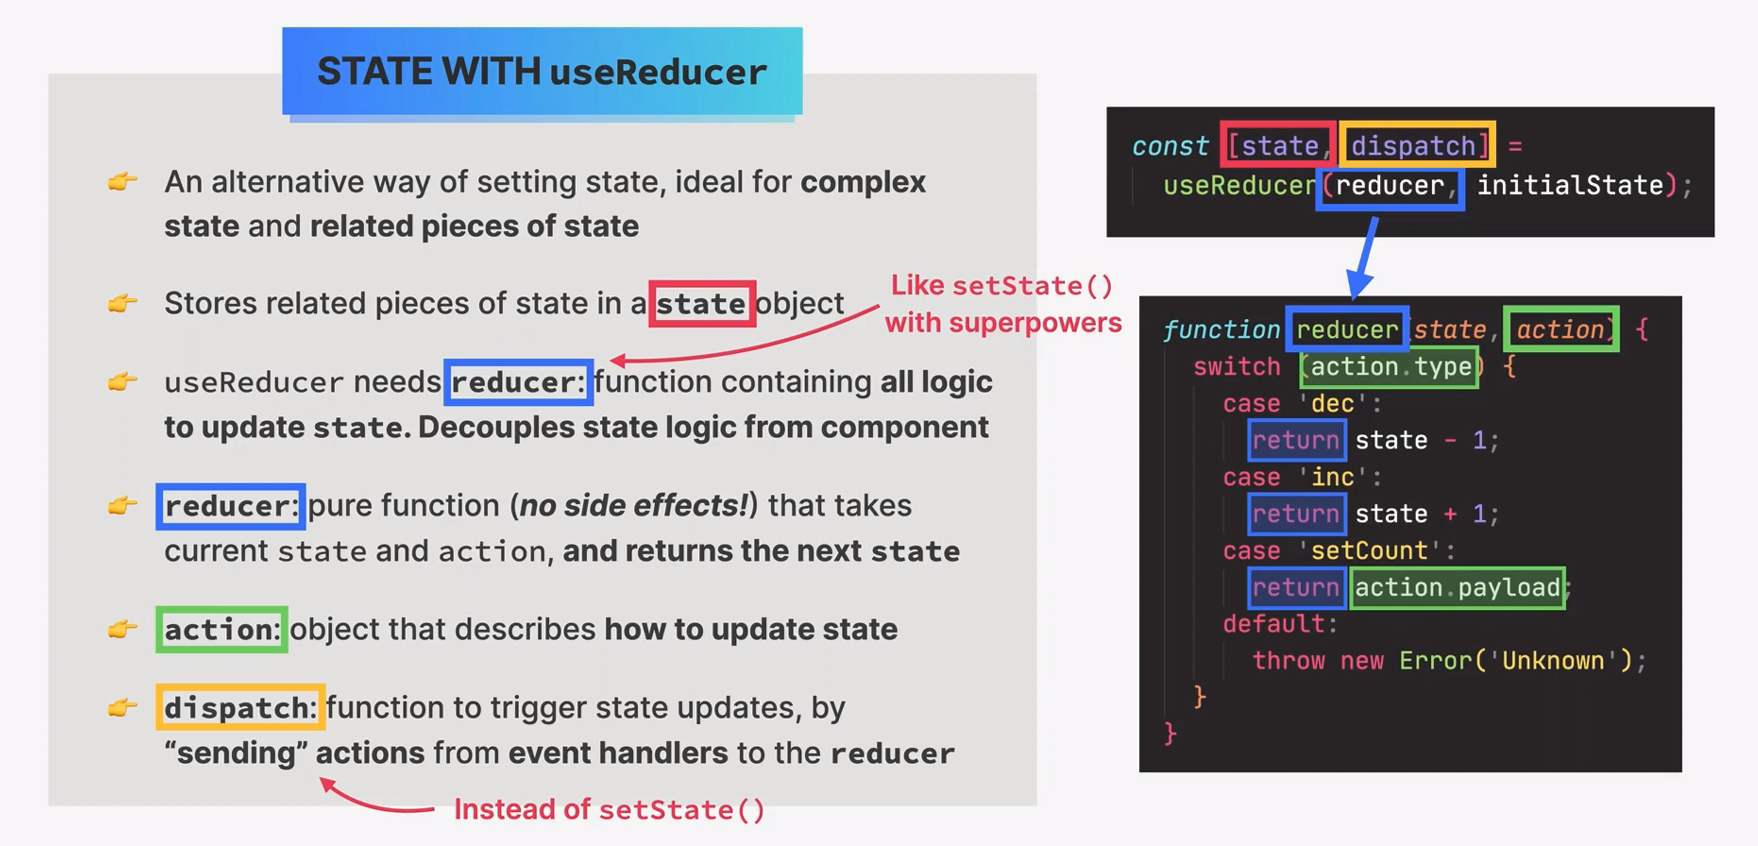 STATE WITH useReducer
👉 An alternative way of setting state, ideal for complex
state and related pieces of state
👉 Stores related pieces of state in a state object
👉 useReducer needs reducer: function containing all logic
to update state. Decouples state logic from component
👉 reducer: pure function (no side effects!) that takes
current state and action, and returns the next state
👉 action: object that describes how to update state
👉 dispatch: function to trigger state updates, by
“sending” actions from event handlers to the reducer
Like setState()
with superpowers
Instead of setState()
const [state, dispatch] =
useReducer(reducer, initialState);
function reducer(state, action) {
switch (action.type) {
case 'dec':
return state - 1;
case 'inc':
return state + 1;
case 'setCount':
return action.payload;
default:
throw new Error('Unknown');
}
}